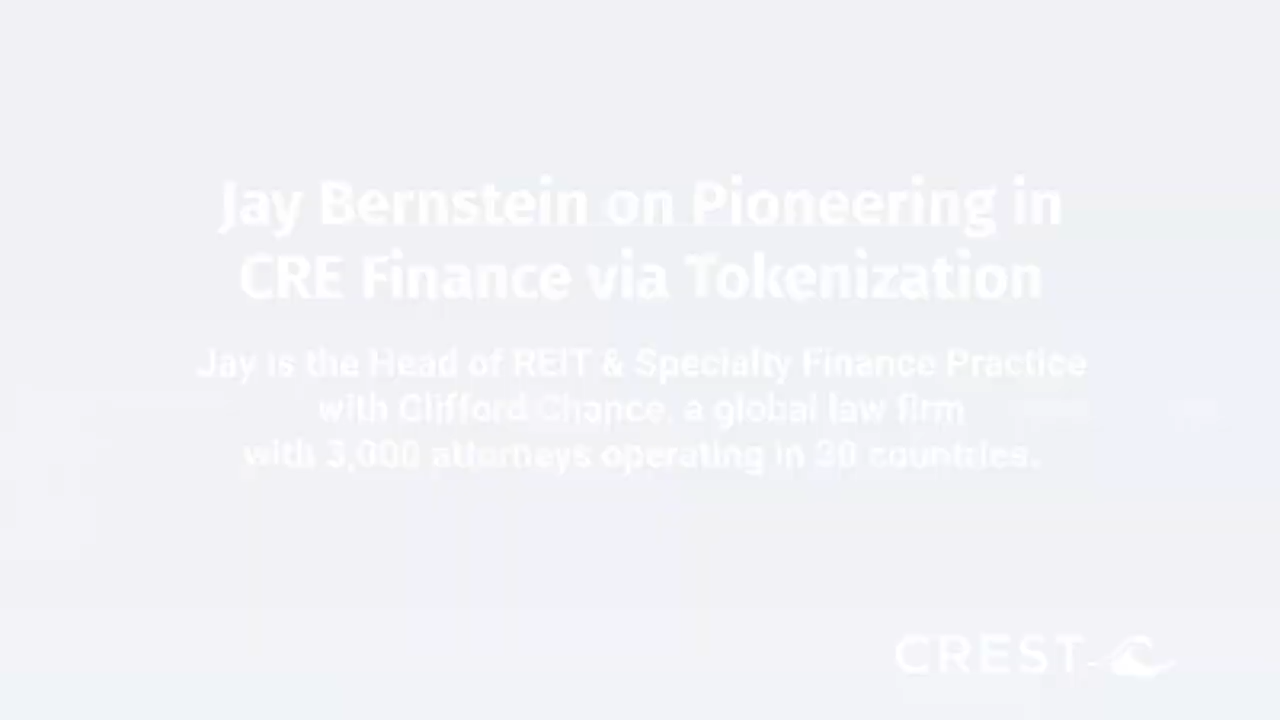 Jay Bernstein on Pioneering in
CRE Finance via Tokenization
Jay is the Head of REIT & Specialty Finance Practice
with Clifford Chance, a global law firm
with 3,000 attorneys operating in 30 countries.
CREST